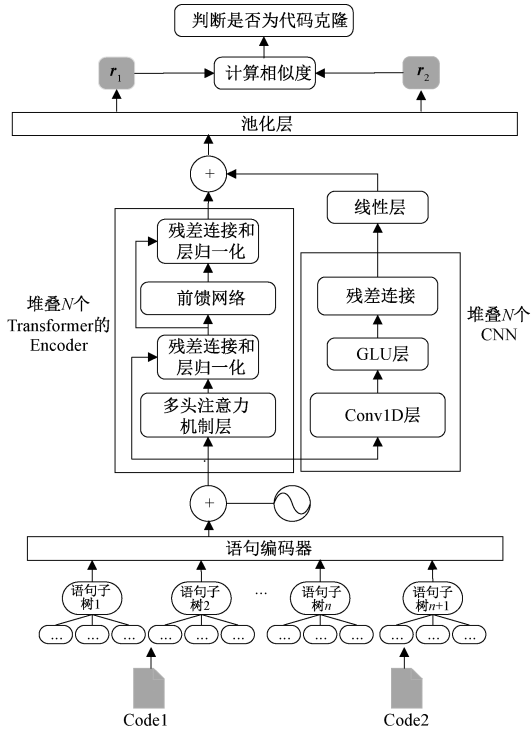 判断是否为代码克隆
r1
计算相似度
r2
池化层
+
线性层
残差连接和
层归一化
前馈网络
残差连接和
层归一化
多头注意力
机制层
堆叠N个
Transformer的
Encoder
残差连接
GLU层
Conv1D层
堆叠N个
CNN
+
语句编码器
语句子
树1
语句子
树2
...
语句子
树n
语句子
树n+1
... ... ... ... ... ... ... ... ... ... ... ...
Code1
Code2